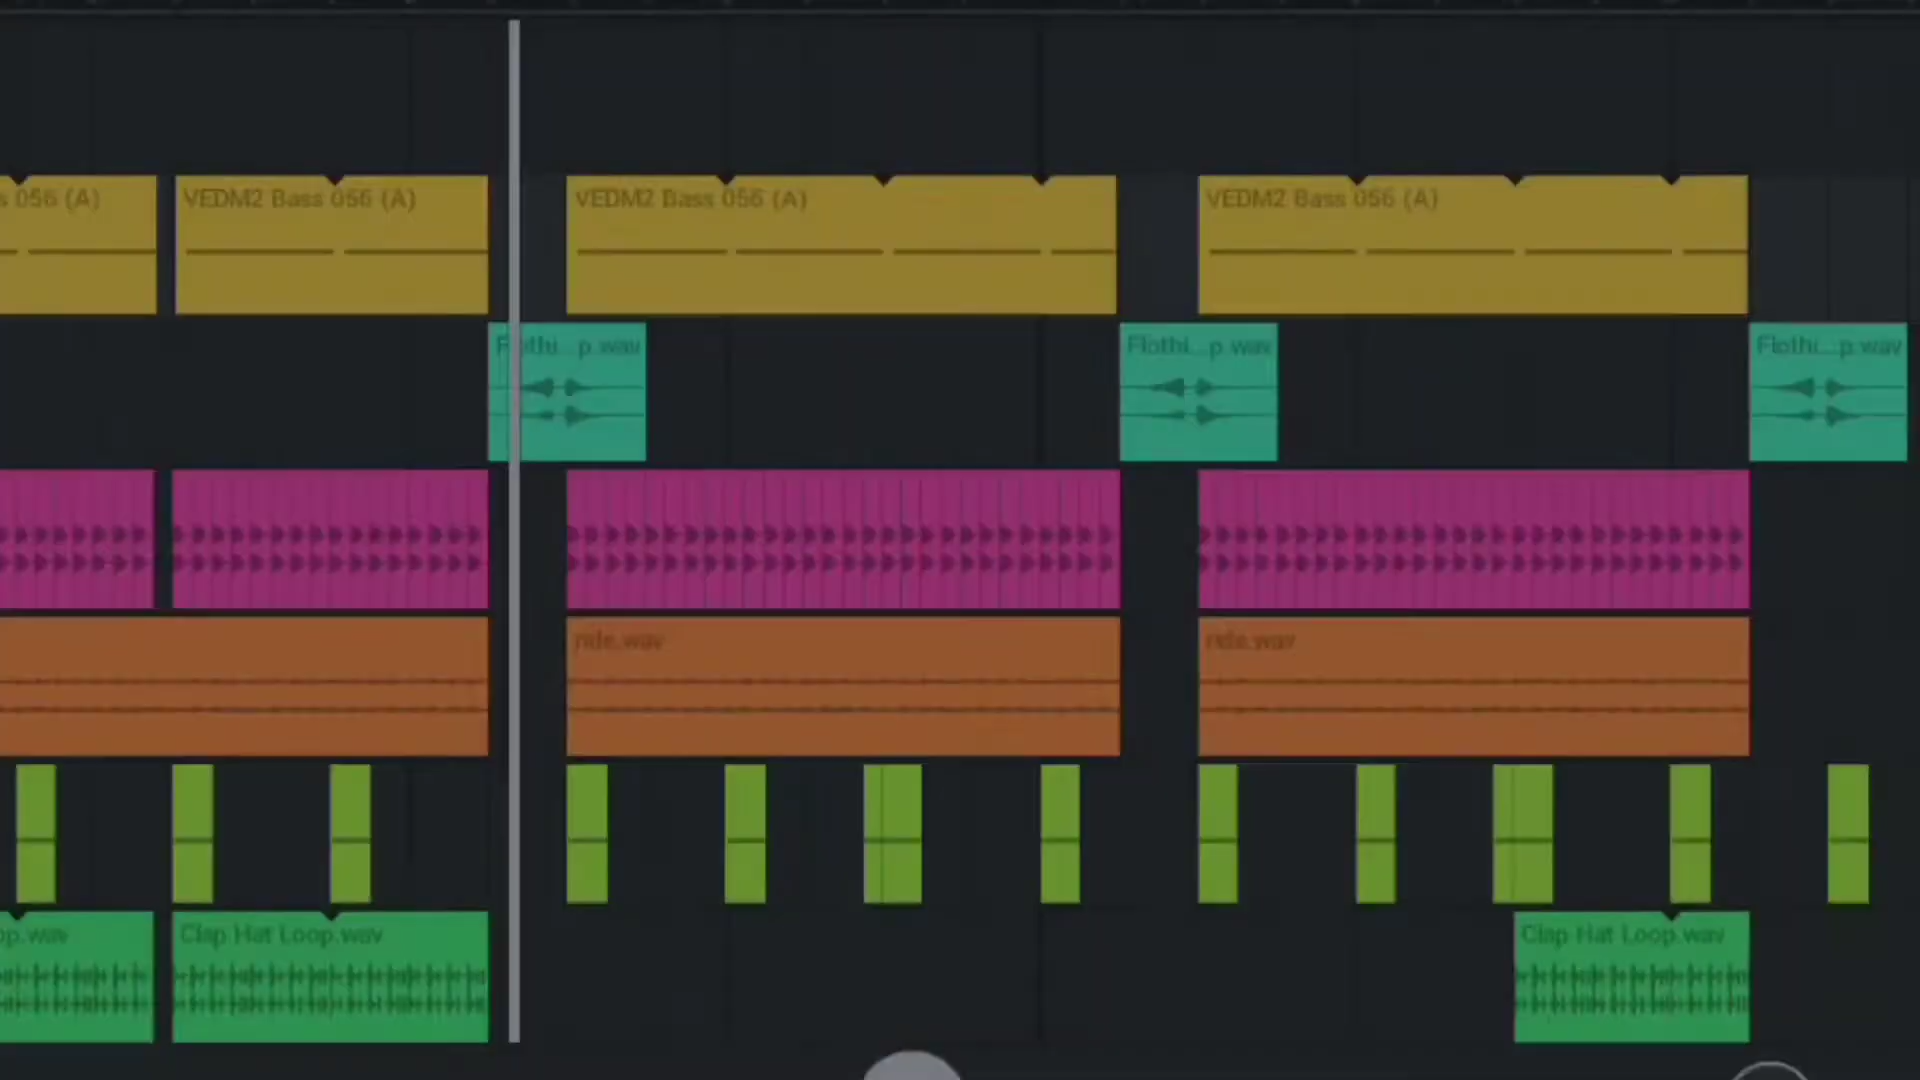 s 056 (A)
VEDM2 Bass 056 (A)
VEDM2 Bass 056 (A)
VEDM2 Bass 056 (A)
Flothi...p.wav
Flothi...p.wav
Flothi...p.wav
ride.wav
ride.wav
op.wav
Clap Hat Loop.wav
Clap Hat Loop.wav